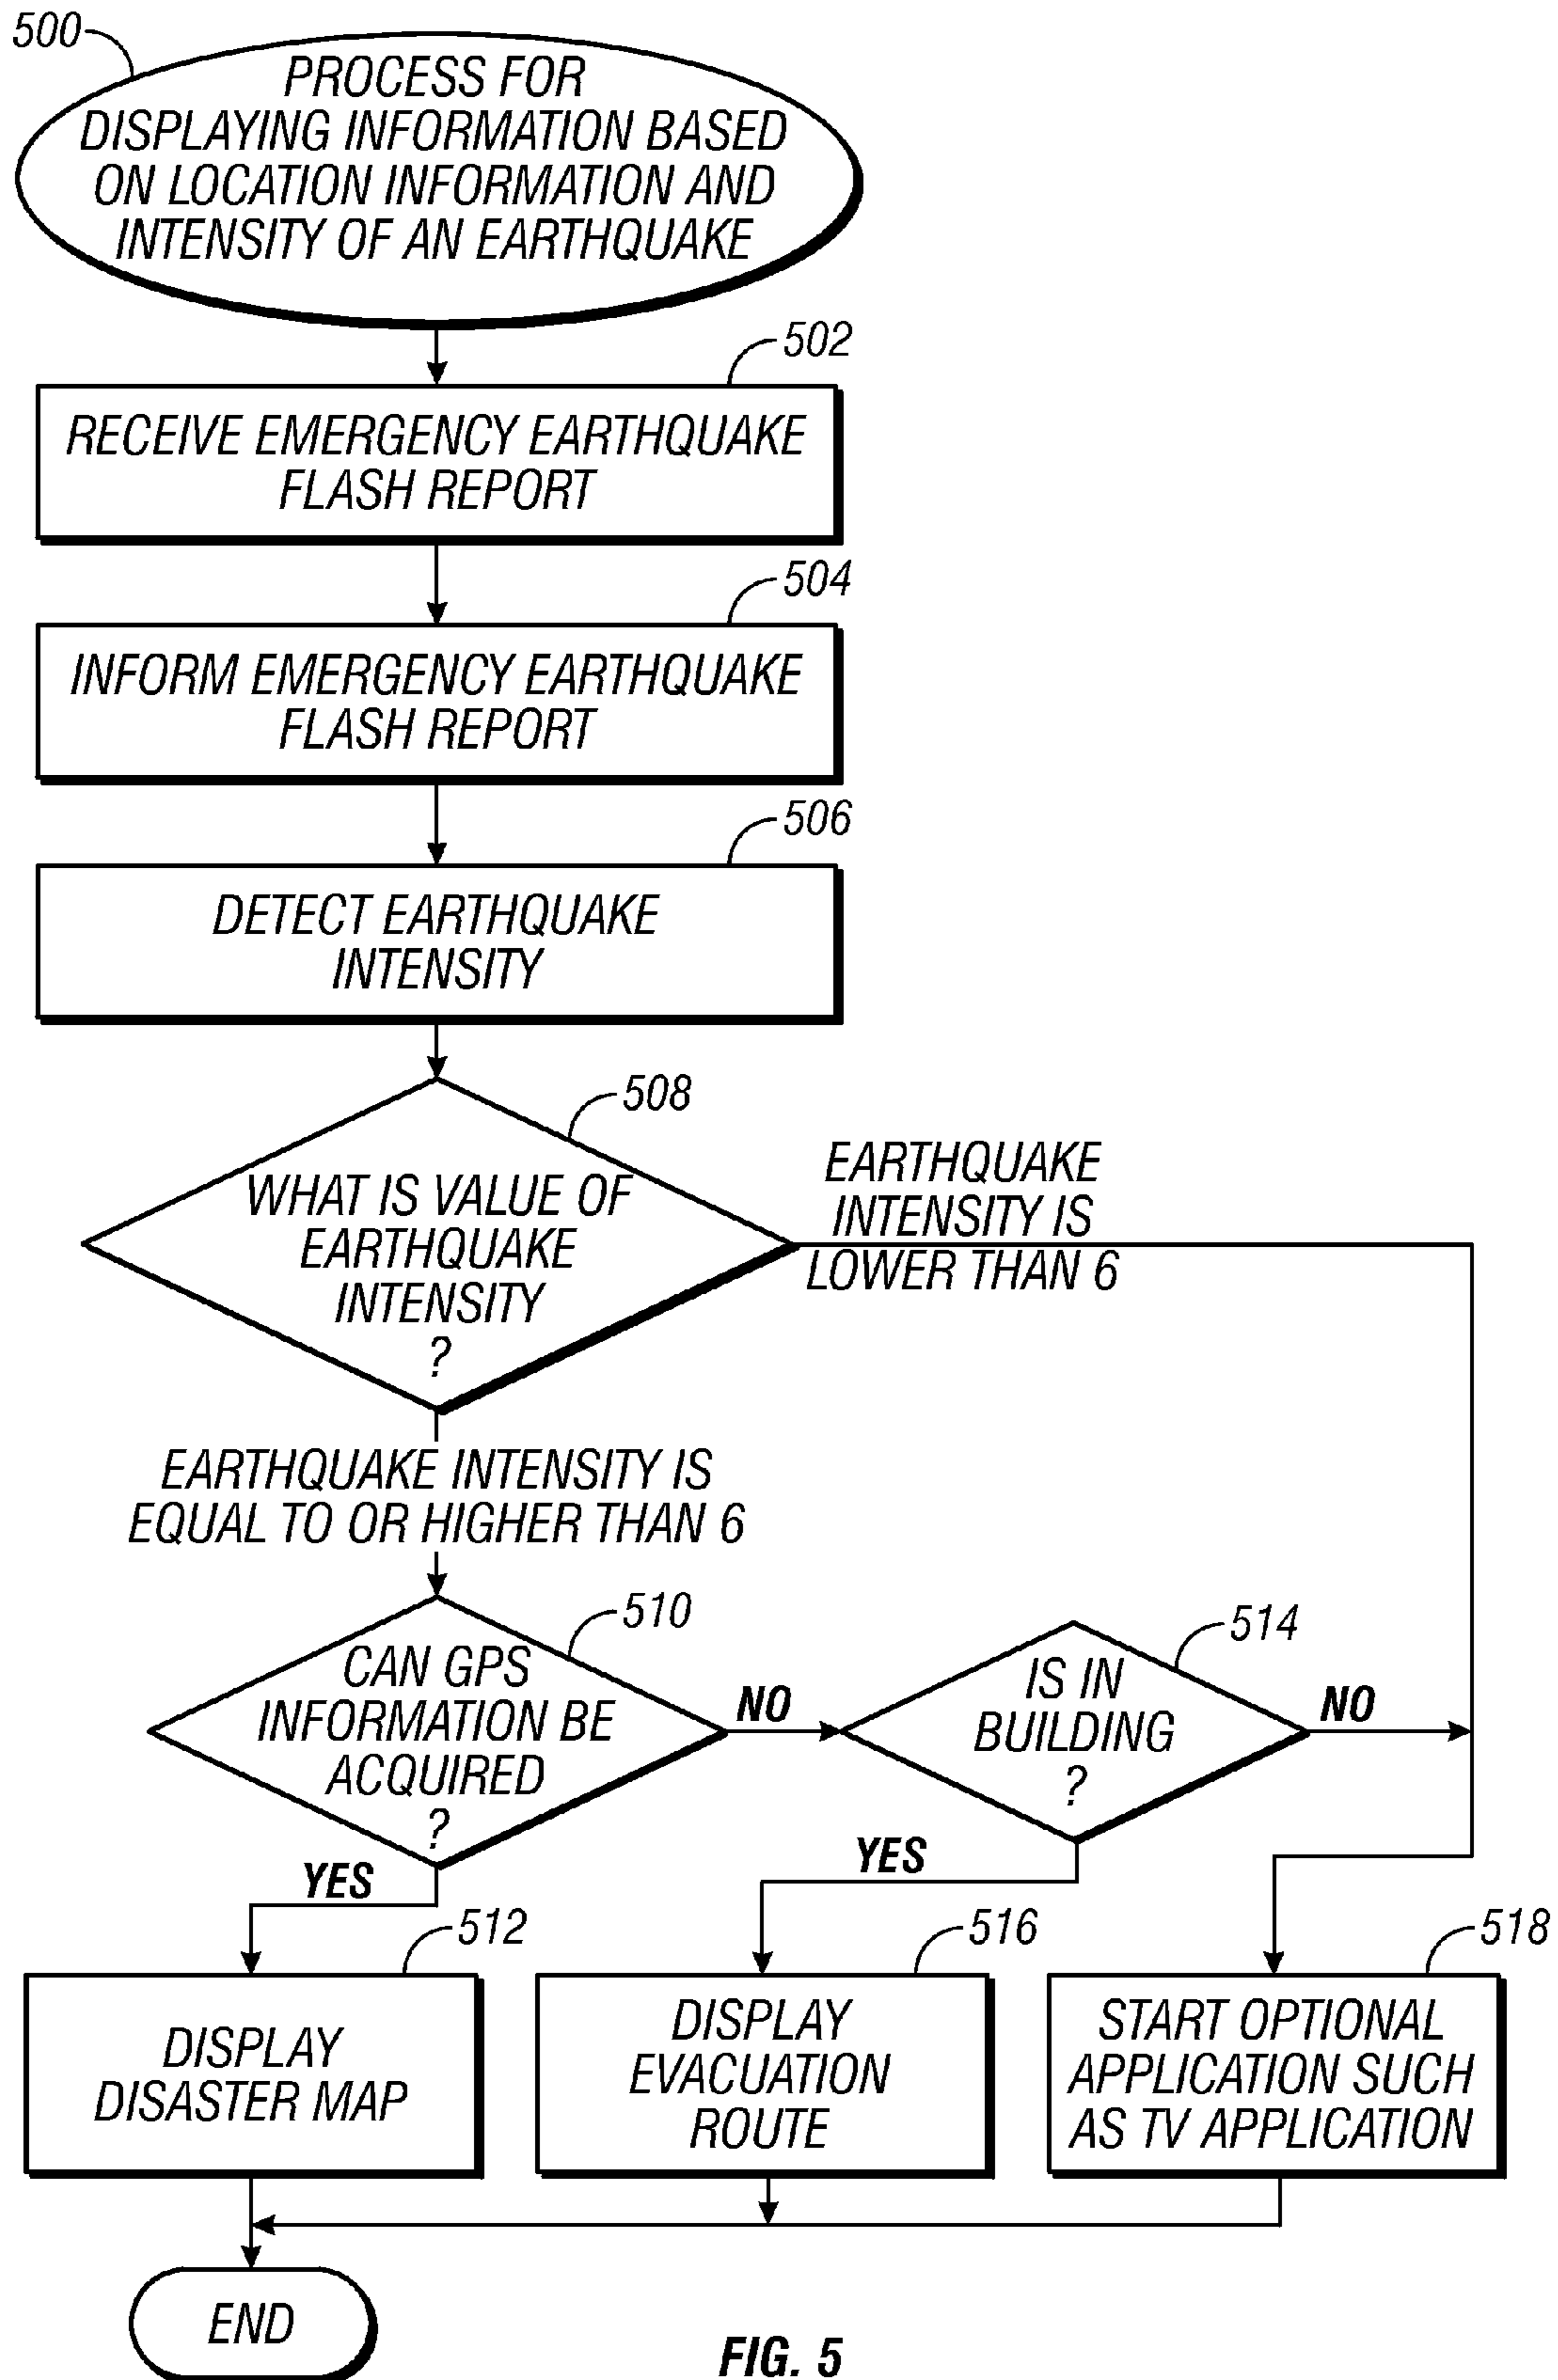 500
PROCESS FOR
DISPLAYING INFORMATION BASED
ON LOCATION INFORMATION AND
INTENSITY OF AN EARTHQUAKE
502
RECEIVE EMERGENCY EARTHQUAKE
FLASH REPORT
504
INFORM EMERGENCY EARTHQUAKE
FLASH REPORT
506
DETECT EARTHQUAKE
INTENSITY
508
WHAT IS VALUE OF
EARTHQUAKE
INTENSITY
?
EARTHQUAKE
INTENSITY IS
LOWER THAN 6
EARTHQUAKE INTENSITY IS
EQUAL TO OR HIGHER THAN 6
510
CAN GPS
INFORMATION BE
ACQUIRED
?
NO
514
IS IN
BUILDING
?
NO
YES
YES
512
DISPLAY
DISASTER MAP
516
DISPLAY
EVACUATION
ROUTE
518
START OPTIONAL
APPLICATION SUCH
AS TV APPLICATION
END
FIG. 5